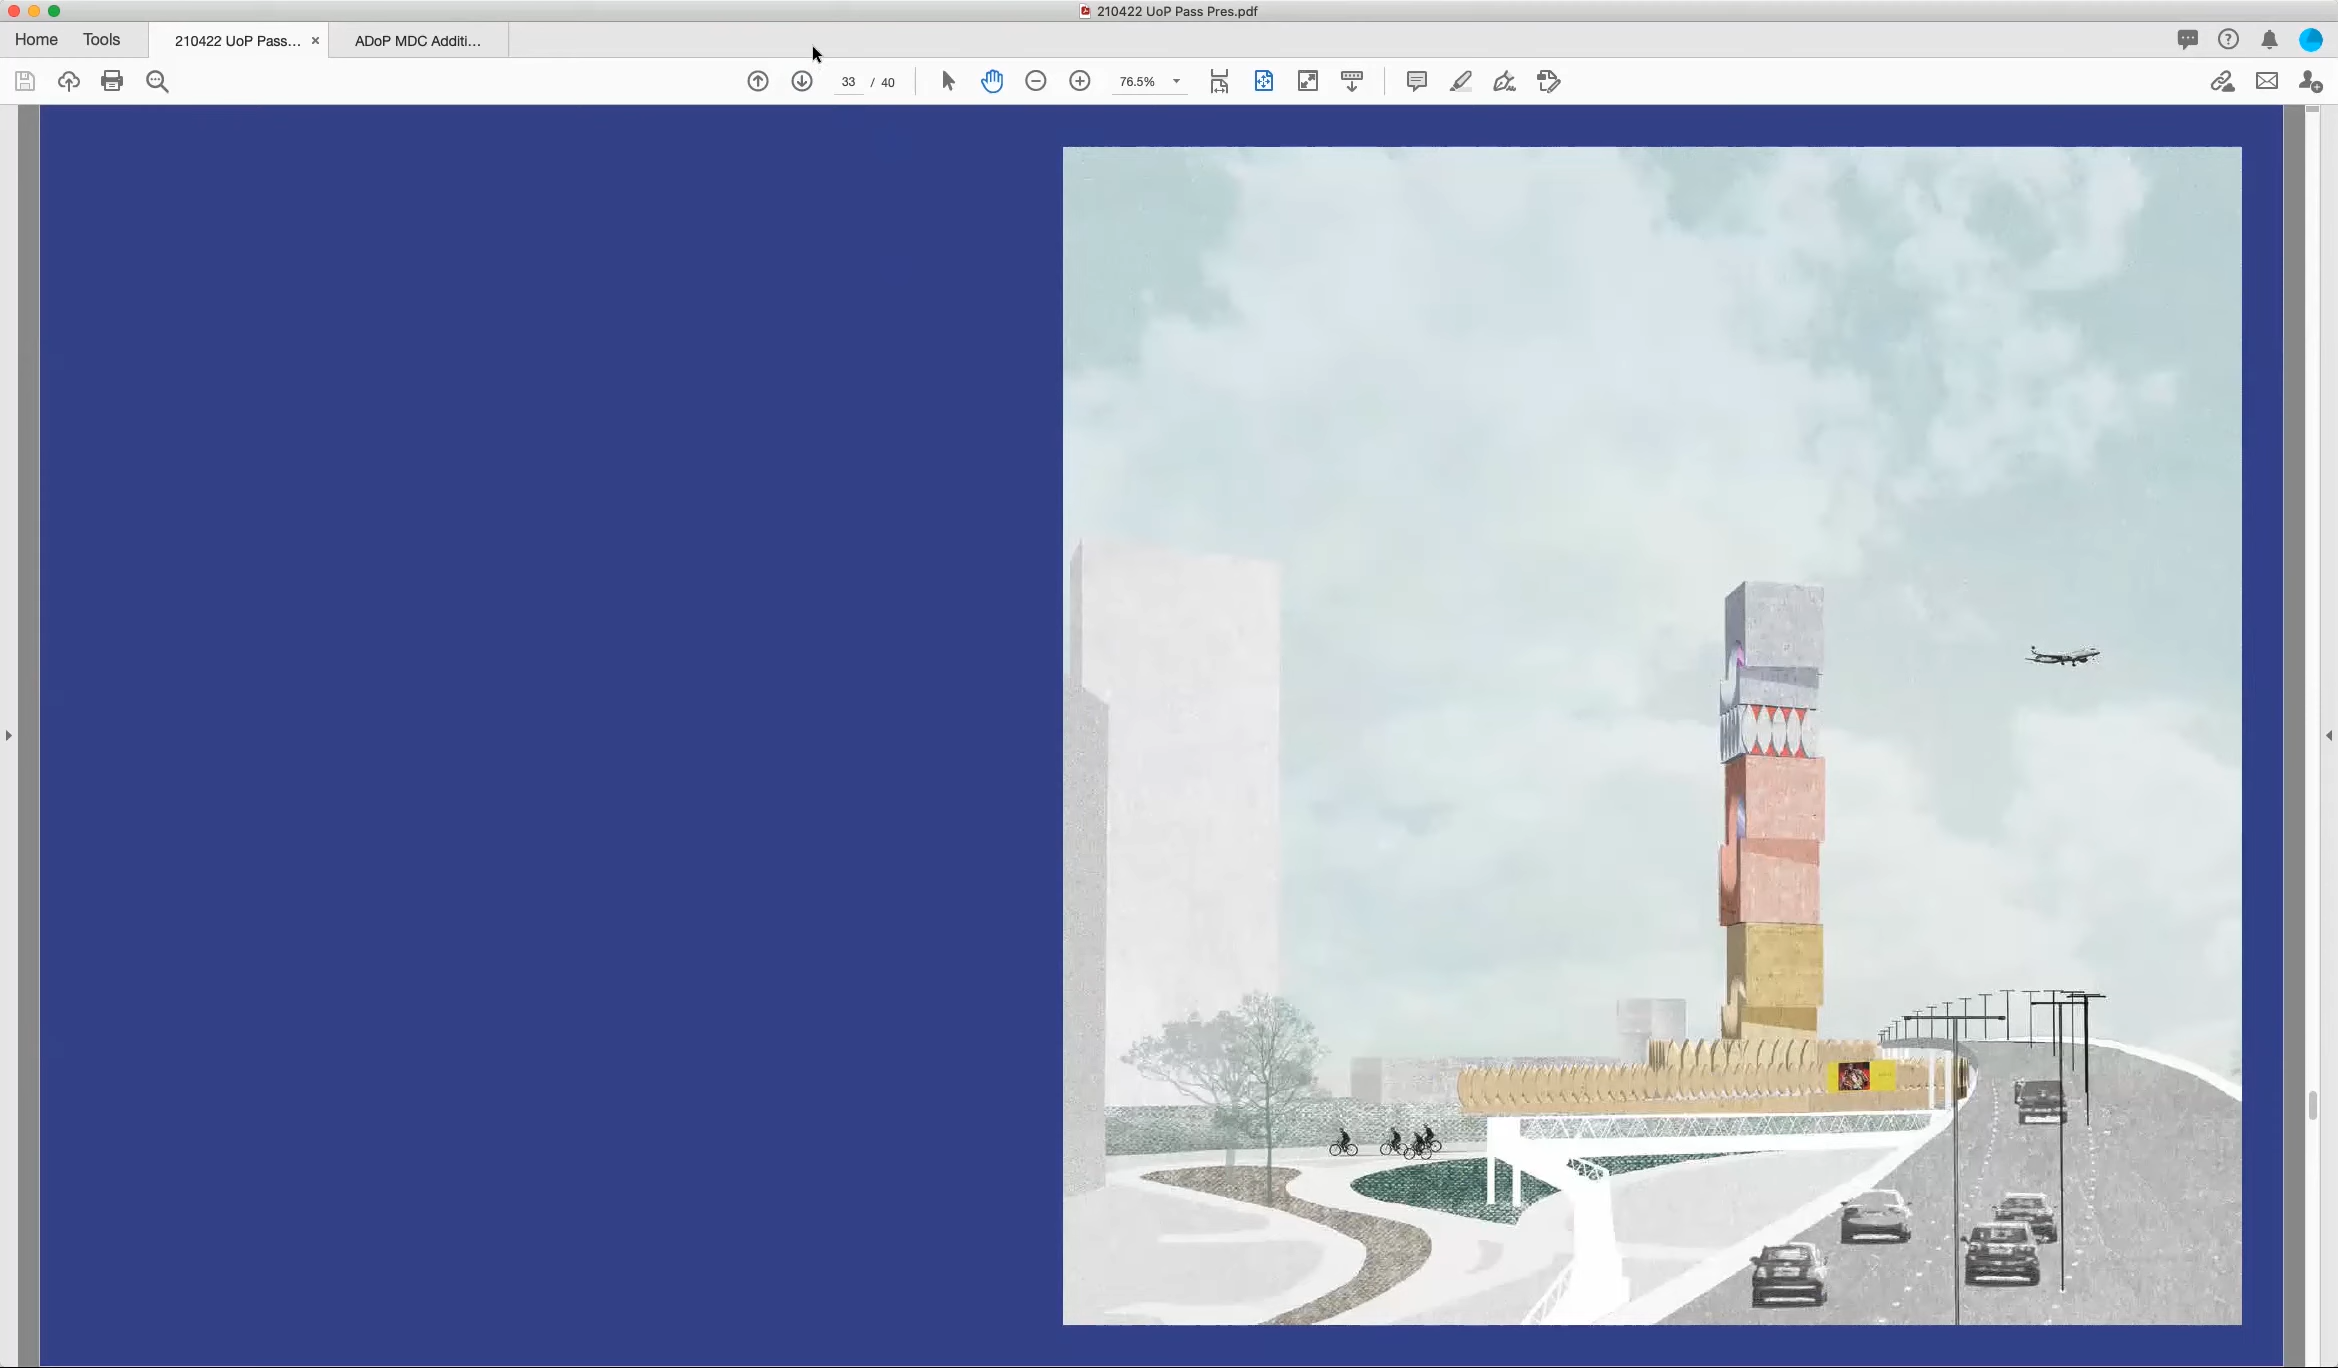 210422 UoP Pass Pres.pdf
Home Tools 210422 UoP Pass... × ADoP MDC Additi...
33 / 40 76.5%